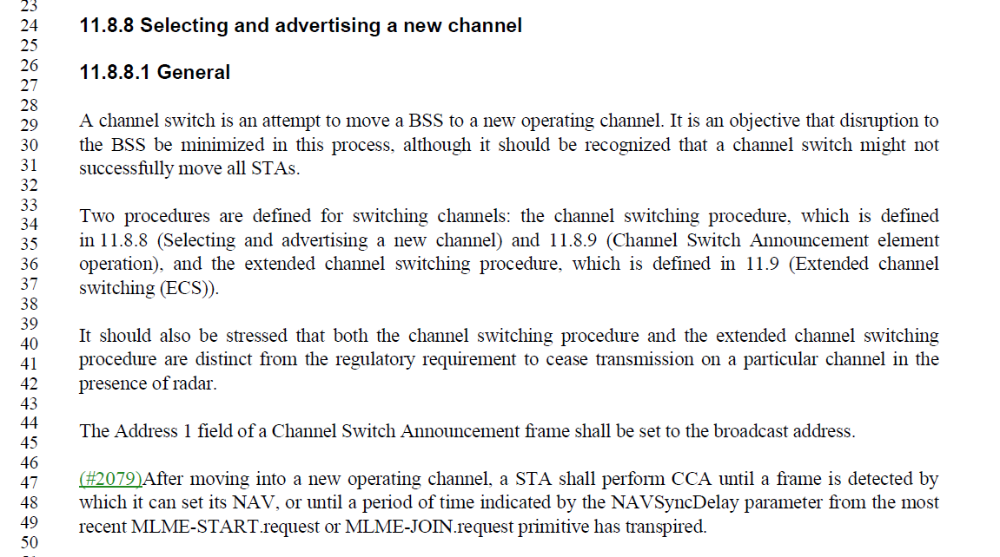 23
24 11.8.8 Selecting and advertising a new channel
25
26 11.8.8.1 General
27
28
29 A channel switch is an attempt to move a BSS to a new operating channel. It is an objective that disruption to
30 the BSS be minimized in this process, although it should be recognized that a channel switch might not
31 successfully move all STAs.
32
33
34 Two procedures are defined for switching channels: the channel switching procedure, which is defined
35 in 11.8.8 (Selecting and advertising a new channel) and 11.8.9 (Channel Switch Announcement element
36 operation), and the extended channel switching procedure, which is defined in 11.9 (Extended channel
37 switching (ECS)).
38
39
40 It should also be stressed that both the channel switching procedure and the extended channel switching
41 procedure are distinct from the regulatory requirement to cease transmission on a particular channel in the
42 presence of radar.
43
44
45 The Address 1 field of a Channel Switch Announcement frame shall be set to the broadcast address.
46
47 (#2079)After moving into a new operating channel, a STA shall perform CCA until a frame is detected by
48 which it can set its NAV, or until a period of time indicated by the NAVSyncDelay parameter from the most
49 recent MLME-START.request or MLME-JOIN.request primitive has transpired.
50